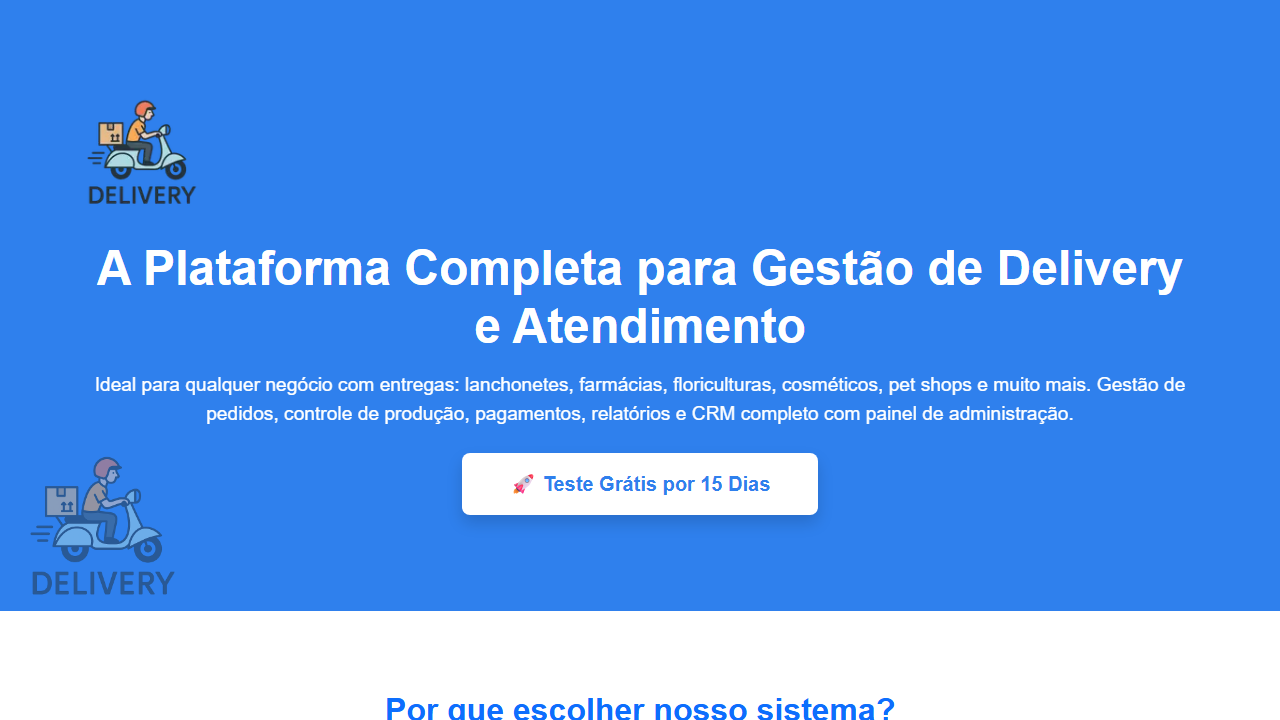 DELIVERY
A Plataforma Completa para Gestão de Delivery
e Atendimento
Ideal para qualquer negócio com entregas: lanchonetes, farmácias, floriculturas, cosméticos, pet shops e muito mais. Gestão de
pedidos, controle de produção, pagamentos, relatórios e CRM completo com painel de administração.
🚀 Teste Grátis por 15 Dias
DELIVERY
Por que escolher nosso sistema?